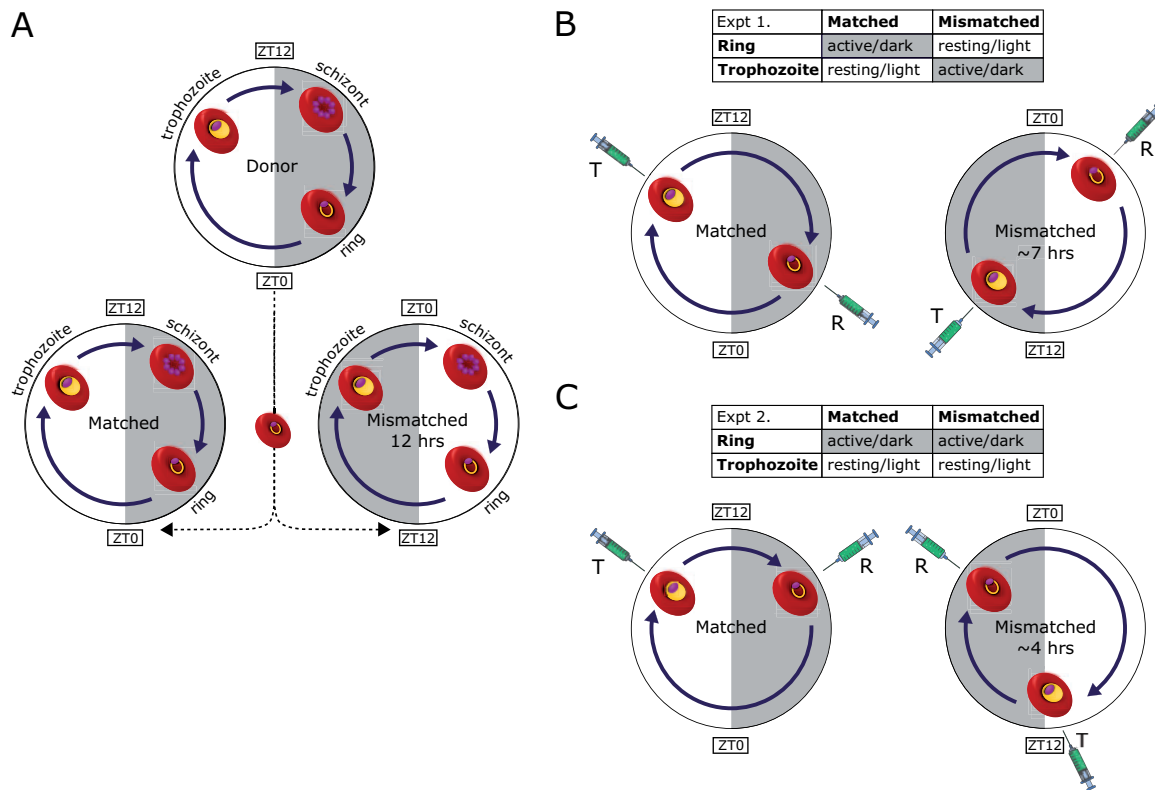 A
ZT12
trophozoite
schizont
Donor
ring
ZT0
ZT12
trophozoite
schizont
Matched
ring
ZT0
ZT0
trophozoite
schizont
Mismatched
12 hrs
ring
ZT12
B
Expt 1. Matched Mismatched
Ring active/dark resting/light
Trophozoite resting/light active/dark
ZT12
T
Matched
R
ZT0
ZT0
R
Mismatched
~7 hrs
T
ZT12
C
Expt 2. Matched Mismatched
Ring active/dark active/dark
Trophozoite resting/light resting/light
ZT12
T
R
Matched
ZT0
ZT0
R
Mismatched
~4 hrs
ZT12
T